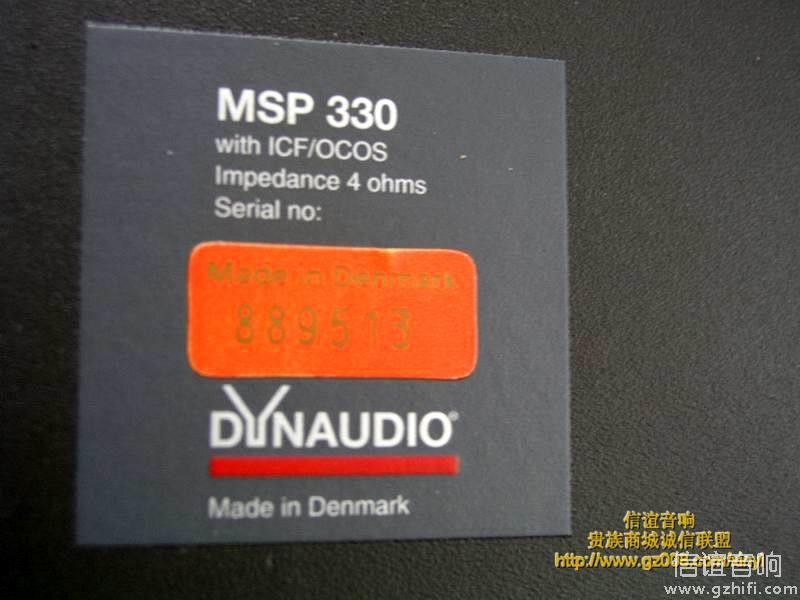 MSP 330
with ICF/OCOS
Impedance 4 ohms
Serial no:
Made in Denmark
889513
DYNAUDIO®
Made in Denmark
信谊音响
贵族商城诚信联盟
信谊音响
www.gzhifi.com